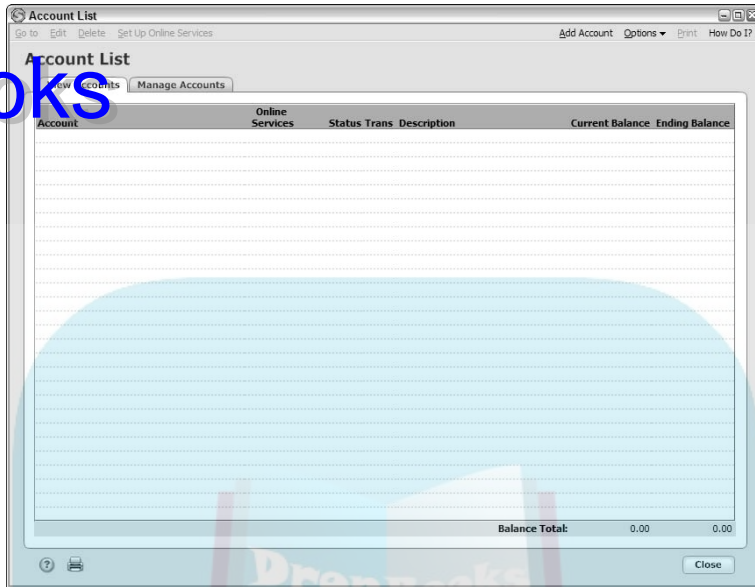 Account List
Go to Edit Delete Set Up Online Services Add Account Options ▾ Print How Do I?
Account List
oks
View Accounts Manage Accounts
Account Online Services Status Trans Description Current Balance Ending Balance
Balance Total: 0.00 0.00
Close